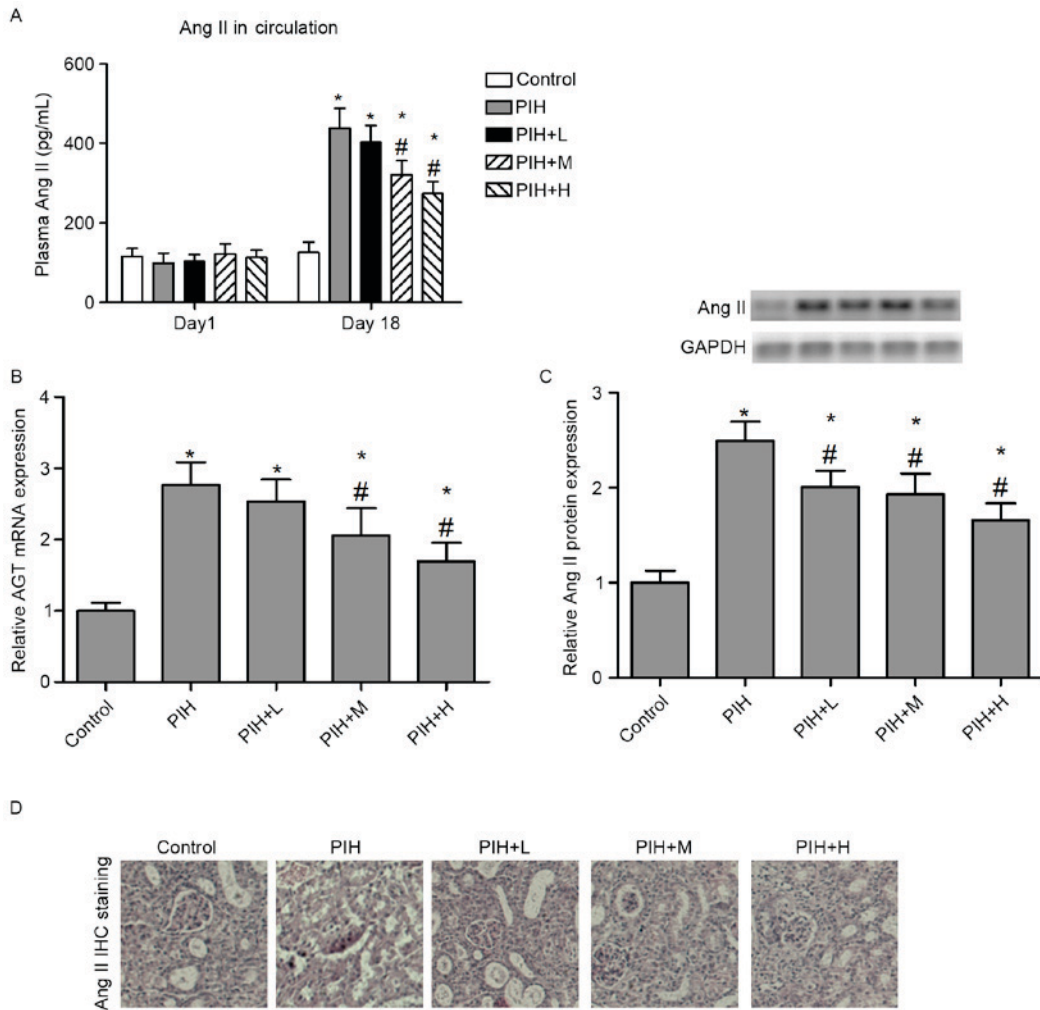 A
Ang II in circulation
Plasma Ang II (pg/mL)
600
400
200
0
* * * # * #
Day1 Day 18
Control
PIH
PIH+L
PIH+M
PIH+H
B
Relative AGT mRNA expression
4
3
2
1
0
* * * # * #
Control PIH PIH+L PIH+M PIH+H
Ang II
GAPDH
C
Relative Ang II protein expression
3
2
1
0
* * # * # * #
Control PIH PIH+L PIH+M PIH+H
D
Control PIH PIH+L PIH+M PIH+H
Ang II IHC staining